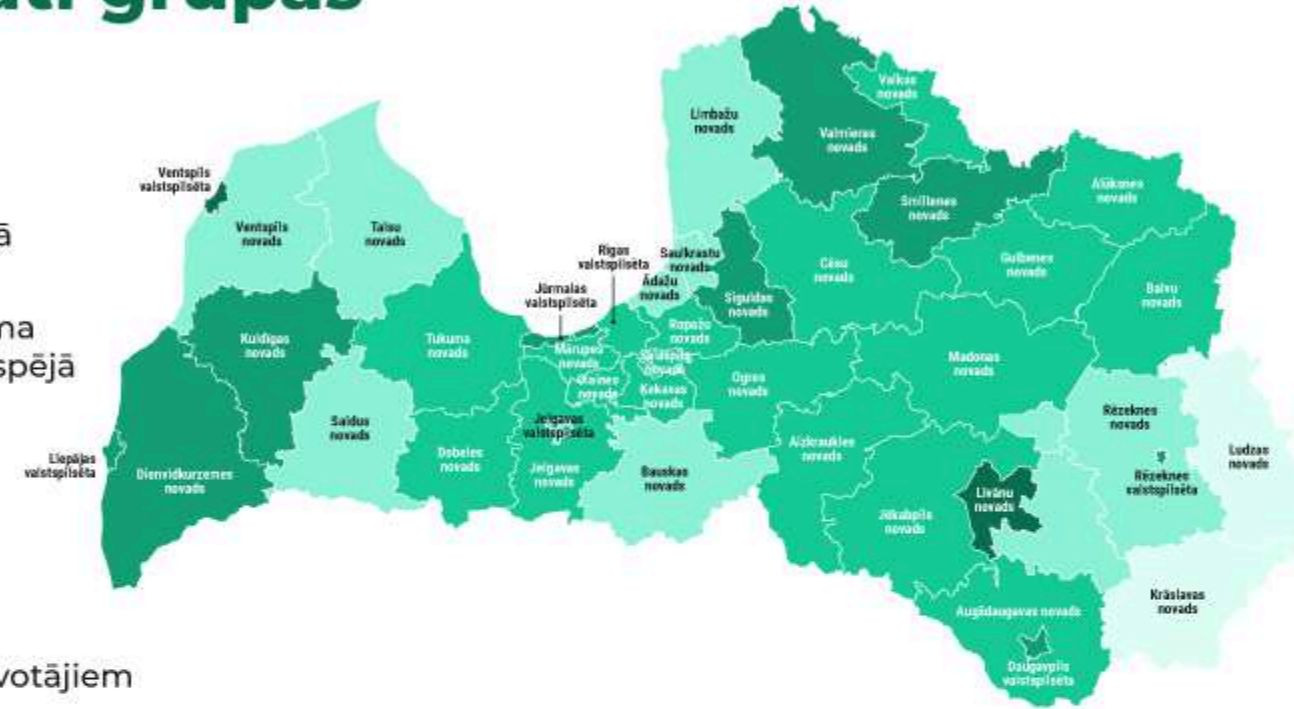 grupas
ā
ma
spējā
votājiem
Ventspils
valstspilsēta
Ventspils
novads
Talsu
novads
Limbažu
novads
Valkas
novads
Valmieras
novads
Smiltenes
novads
Alūksnes
novads
Rīgas
valstspilsēta
Saulkrastu
novads
Ādažu
novads
Jūrmalas
valstspilsēta
Siguldas
novads
Cēsu
novads
Gulbenes
novads
Balvu
novads
Kuldīgas
novads
Tukuma
novads
Mārupes
novads
Ropažu
novads
Salaspils
novads
Olaines
novads
Ķekavas
novads
Ogres
novads
Madonas
novads
Saldus
novads
Jelgavas
valstspilsēta
Rēzeknes
novads
Liepājas
valstspilsēta
Dienvidkurzemes
novads
Dobeles
novads
Jelgavas
novads
Bauskas
novads
Aizkraukles
novads
Rēzeknes
valstspilsēta
Ludzas
novads
Līvānu
novads
Jēkabpils
novads
Krāslavas
novads
Augšdaugavas novads
Daugavpils
valstspilsēta